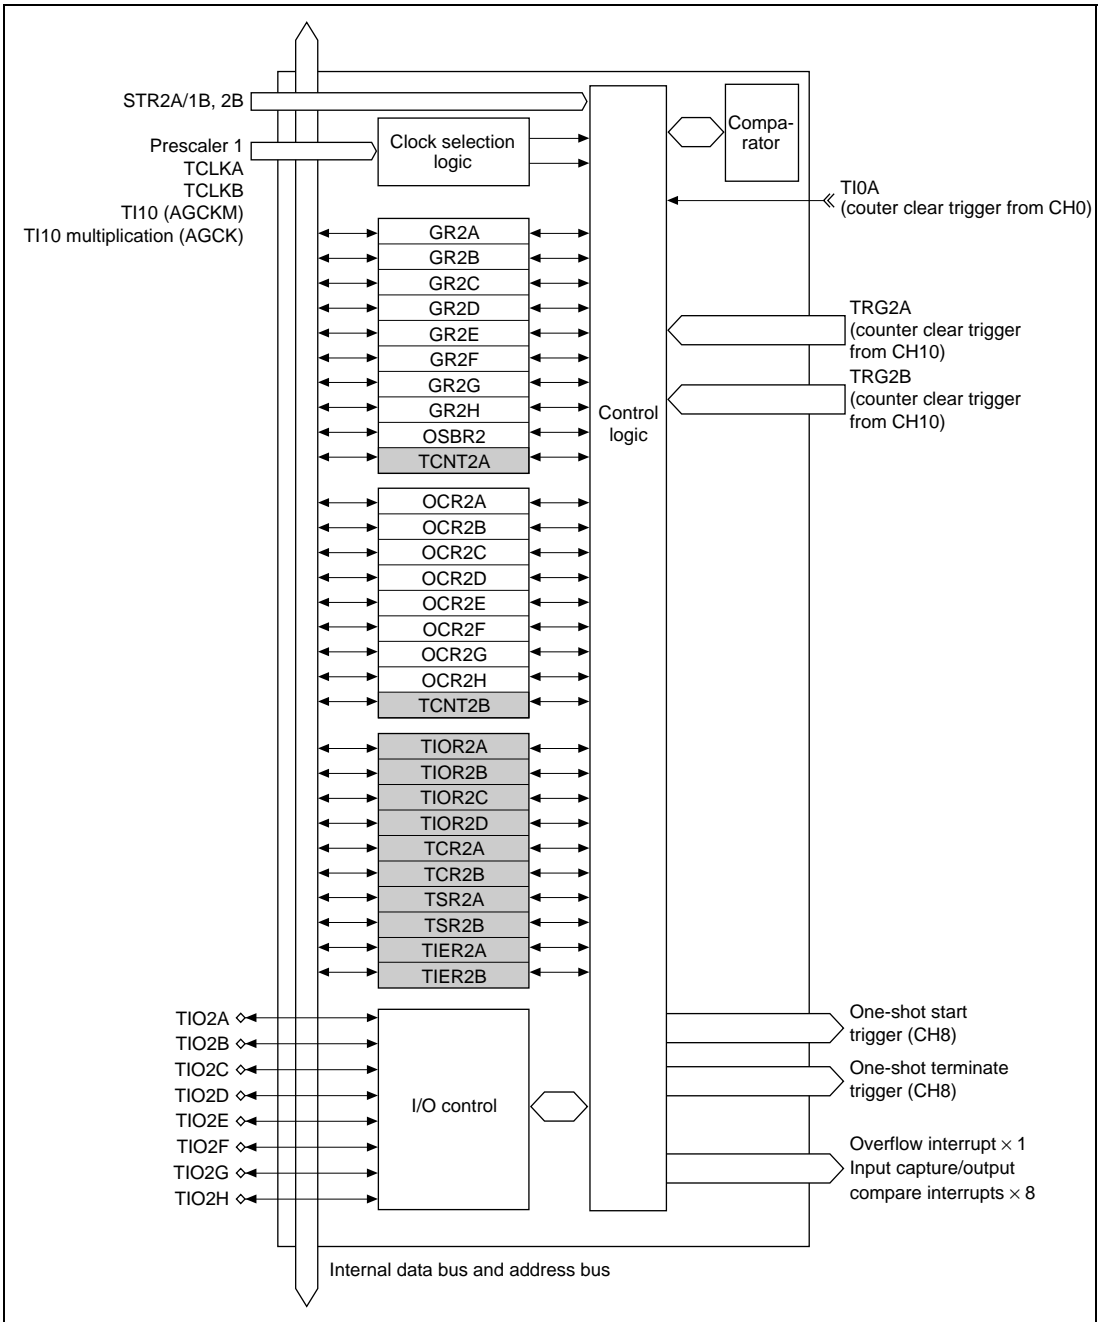 STR2A/1B, 2B
Prescaler 1
TCLKA
TCLKB
TI10 (AGCKM)
TI10 multiplication (AGCK)
Clock selection
logic
Compa-
rator
TI0A
(couter clear trigger from CH0)
GR2A
GR2B
GR2C
GR2D
GR2E
GR2F
GR2G
GR2H
OSBR2
TCNT2A
TRG2A
(counter clear trigger
from CH10)
TRG2B
(counter clear trigger
from CH10)
Control
logic
OCR2A
OCR2B
OCR2C
OCR2D
OCR2E
OCR2F
OCR2G
OCR2H
TCNT2B
TIOR2A
TIOR2B
TIOR2C
TIOR2D
TCR2A
TCR2B
TSR2A
TSR2B
TIER2A
TIER2B
TIO2A
TIO2B
TIO2C
TIO2D
TIO2E
TIO2F
TIO2G
TIO2H
I/O control
One-shot start
trigger (CH8)
One-shot terminate
trigger (CH8)
Overflow interrupt × 1
Input capture/output
compare interrupts × 8
Internal data bus and address bus